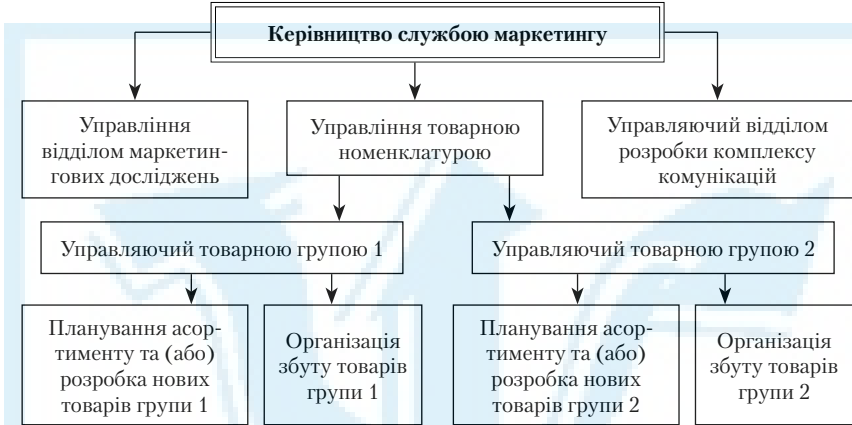 Керівництво службою маркетингу
Управління
відділом маркетин-
гових досліджень
Управління товарною
номенклатурою
Управляючий відділом
розробки комплексу
комунікацій
Управляючий товарною групою 1
Управляючий товарною групою 2
Планування асор-
тименту та (або)
розробка нових
товарів групи 1
Організація
збуту товарів
групи 1
Планування асор-
тименту та (або)
розробка нових
товарів групи 2
Організація
збуту товарів
групи 2